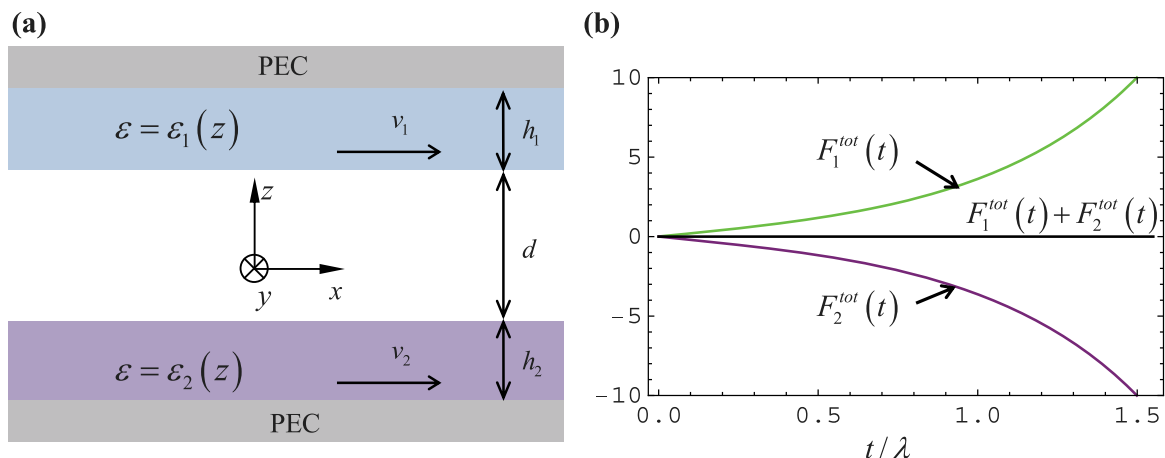 (a)
PEC
ε = ε₁(z)
v₁
h₁
z
d
y
x
ε = ε₂(z)
v₂
h₂
PEC
(b)
10
5
0
-5
-10
F₁ᵗᵒᵗ(t)
F₁ᵗᵒᵗ(t) + F₂ᵗᵒᵗ(t)
F₂ᵗᵒᵗ(t)
0.0 0.5 1.0 1.5
t/λ